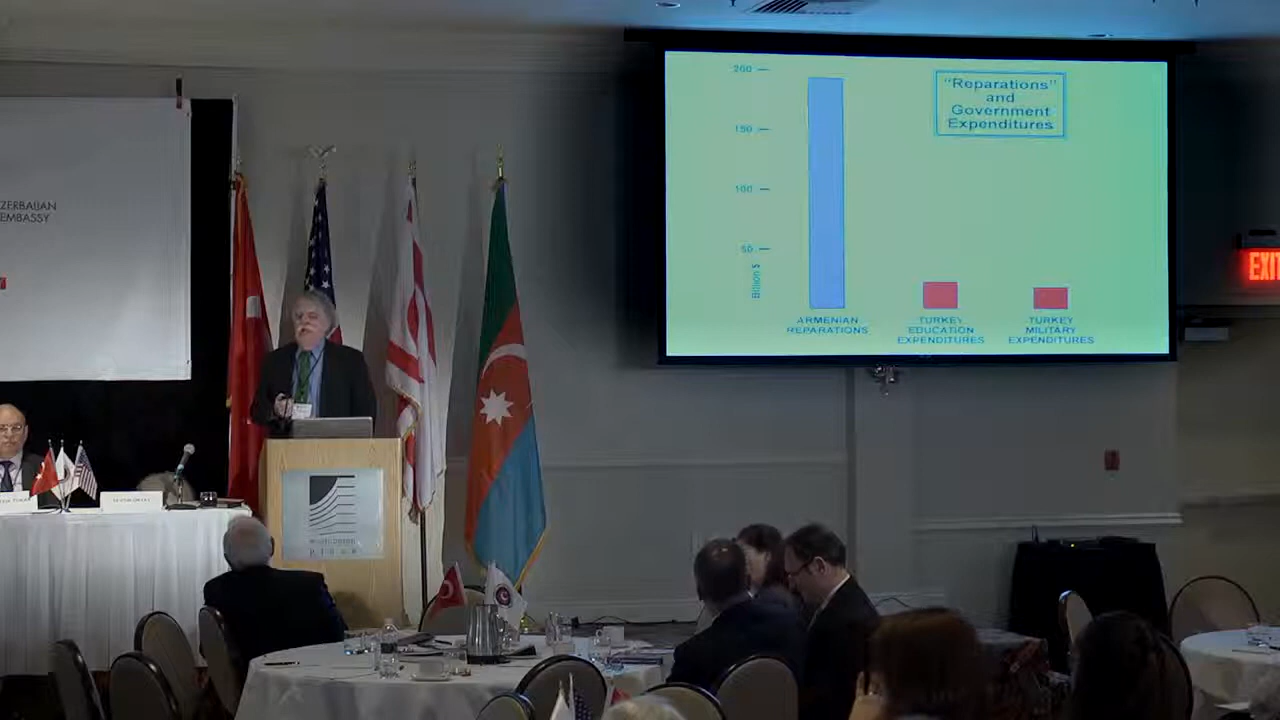 ZERBAIJAN
EMBASSY
200
150
100
50
Billion $
"Reparations"
and
Government
Expenditures
ARMENIAN
REPARATIONS
TURKEY
EDUCATION
EXPENDITURES
TURKEY
MILITARY
EXPENDITURES
EXIT